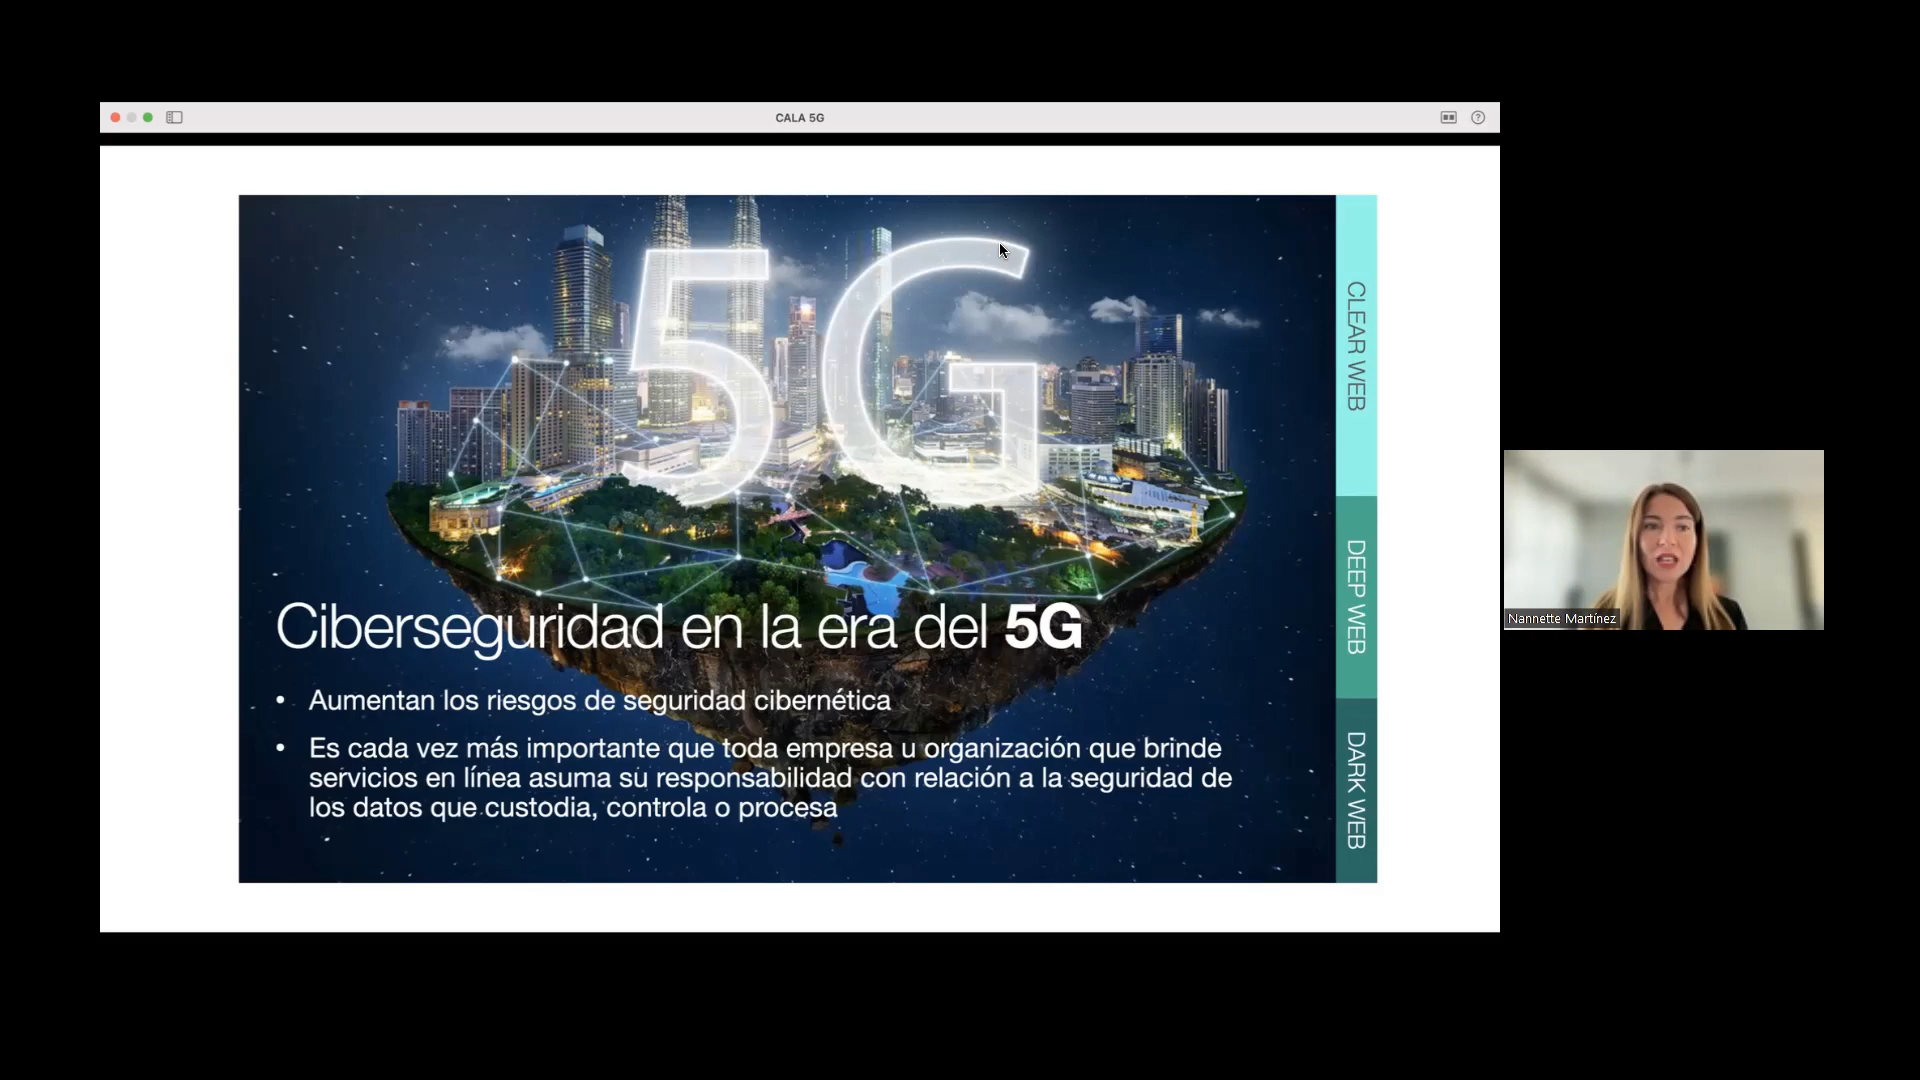 CALA 5G
5G
CLEAR WEB
DEEP WEB
DARK WEB
Ciberseguridad en la era del 5G
• Aumentan los riesgos de seguridad cibernética
• Es cada vez más importante que toda empresa u organización que brinde
servicios en línea asuma su responsabilidad con relación a la seguridad de
los datos que custodia, controla o procesa
Nannette Martínez